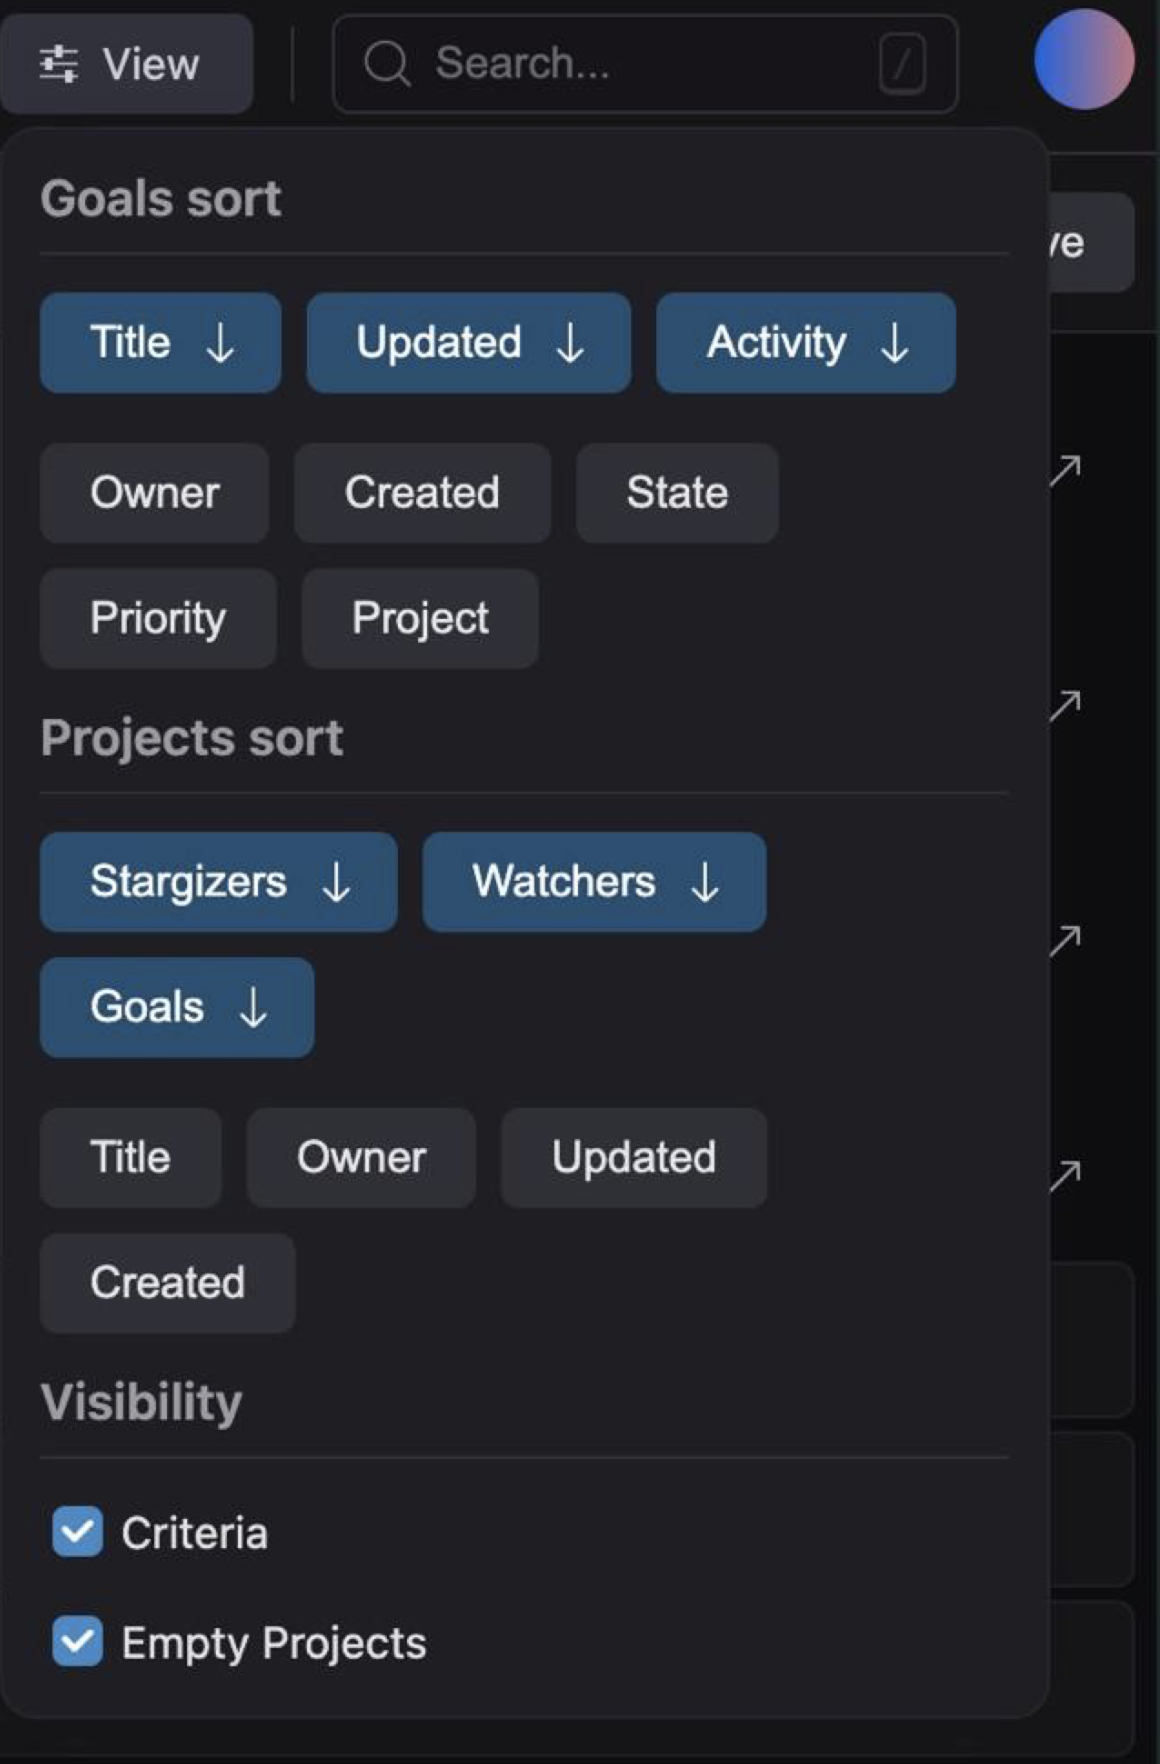 View
Search...
/
ve
Goals sort
Title ↓ Updated ↓ Activity ↓
Owner Created State
Priority Project
Projects sort
Stargizers ↓ Watchers ↓
Goals ↓
Title Owner Updated
Created
Visibility
Criteria
Empty Projects